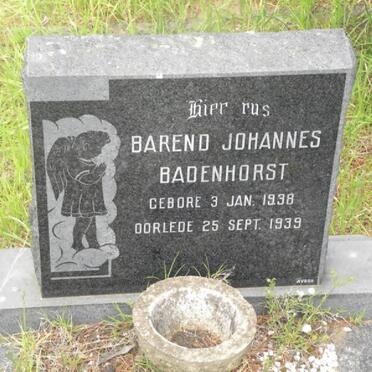 Hier rus
BAREND JOHANNES
BADENHORST
GEBORE 3 JAN. 1938
OORLEDE 25 SEPT. 1939